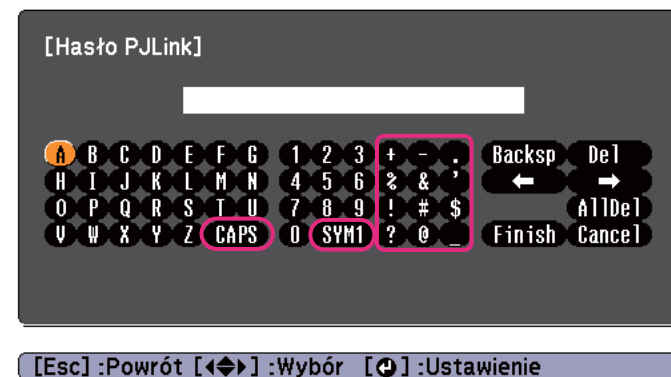 [Hasło PJLink]
A B C D E F G 1 2 3 + - . Backsp Del
H I J K L M N 4 5 6 % & ' ← →
O P Q R S T U 7 8 9 ! # $ AllDel
V W X Y Z CAPS 0 SYM1 ? @ _ Finish Cancel
[Esc] :Powrót [◀◆▶] :Wybór [↵] :Ustawienie